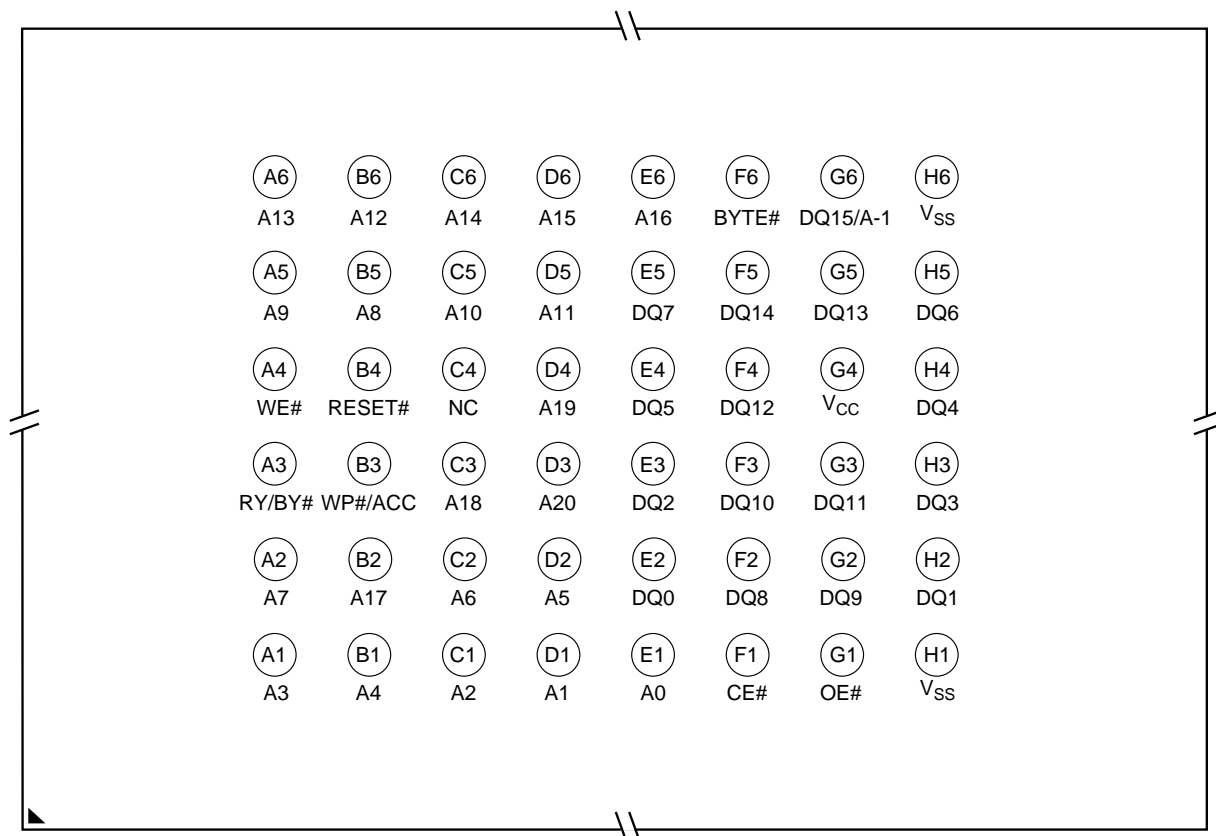 A6 B6 C6 D6 E6 F6 G6 H6
A13 A12 A14 A15 A16 BYTE# DQ15/A-1 VSS
A5 B5 C5 D5 E5 F5 G5 H5
A9 A8 A10 A11 DQ7 DQ14 DQ13 DQ6
A4 B4 C4 D4 E4 F4 G4 H4
WE# RESET# NC A19 DQ5 DQ12 VCC DQ4
A3 B3 C3 D3 E3 F3 G3 H3
RY/BY# WP#/ACC A18 A20 DQ2 DQ10 DQ11 DQ3
A2 B2 C2 D2 E2 F2 G2 H2
A7 A17 A6 A5 DQ0 DQ8 DQ9 DQ1
A1 B1 C1 D1 E1 F1 G1 H1
A3 A4 A2 A1 A0 CE# OE# VSS